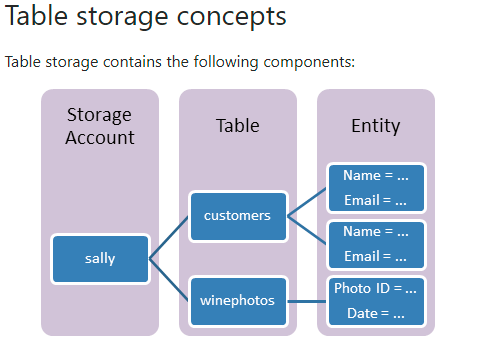 Table storage concepts
Table storage contains the following components:
Storage
Account
Table
Entity
sally
customers
winephotos
Name = ...
Email = ...
Name = ...
Email = ...
Photo ID = ...
Date = ...